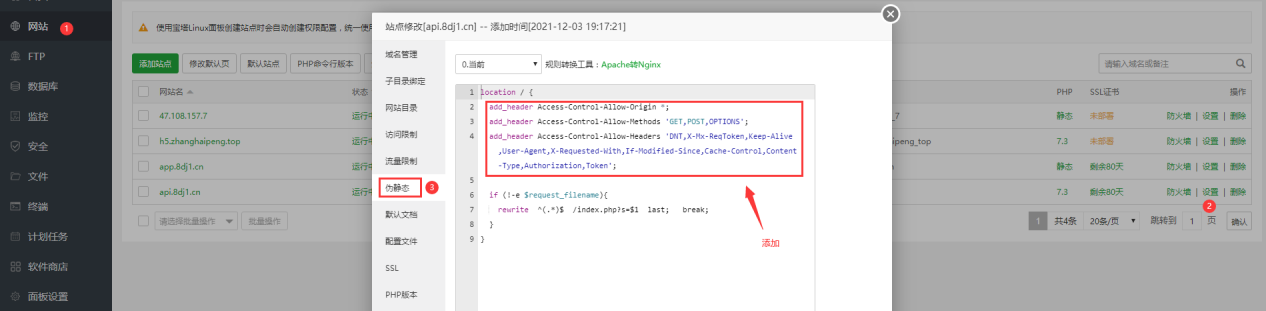 网站
1
FTP
数据库
监控
安全
文件
终端
计划任务
软件商店
面板设置
使用宝塔Linux面板创建站点时会自动创建权限配置，统一使用
添加站点
修改默认页
默认站点
PHP命令行版本
请输入域名或备注
网站名
状态
PHP
SSL证书
操作
47.108.157.7
运行中
_7
静态
未部署
防火墙 | 设置 | 删除
h5.zhanghaipeng.top
运行中
ipeng_top
7.3
未部署
防火墙 | 设置 | 删除
app.8dj1.cn
运行中
静态
剩余80天
防火墙 | 设置 | 删除
api.8dj1.cn
运行中
7.3
剩余80天
防火墙 | 设置 | 删除
请选择批量操作
批量操作
1
共4条
20条/页
跳转到
1
页
确认
2
站点修改[api.8dj1.cn] -- 添加时间[2021-12-03 19:17:21]
域名管理
子目录绑定
网站目录
访问限制
流量限制
伪静态
3
默认文档
配置文件
SSL
PHP版本
0.当前
规则转换工具：Apache转Nginx
1 location / {
2 add_header Access-Control-Allow-Origin *;
3 add_header Access-Control-Allow-Methods 'GET,POST,OPTIONS';
4 add_header Access-Control-Allow-Headers 'DNT,X-Mx-ReqToken,Keep-Alive
,User-Agent,X-Requested-With,If-Modified-Since,Cache-Control,Content
-Type,Authorization,Token';
5
6 if (!-e $request_filename){
7 rewrite ^(.*)$ /index.php?s=$1 last; break;
8 }
9 }
添加